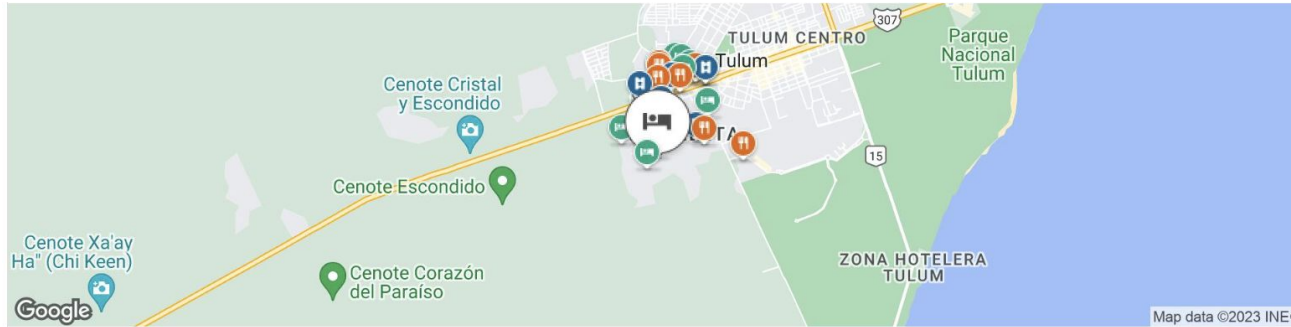 307
TULUM CENTRO
Parque
Nacional
Tulum
Tulum
Cenote Cristal
y Escondido
TA
15
Cenote Escondido
Cenote Xa'ay
Ha" (Chi Keen)
Cenote Corazón
del Paraíso
ZONA HOTELERA
TULUM
Google
Map data ©2023